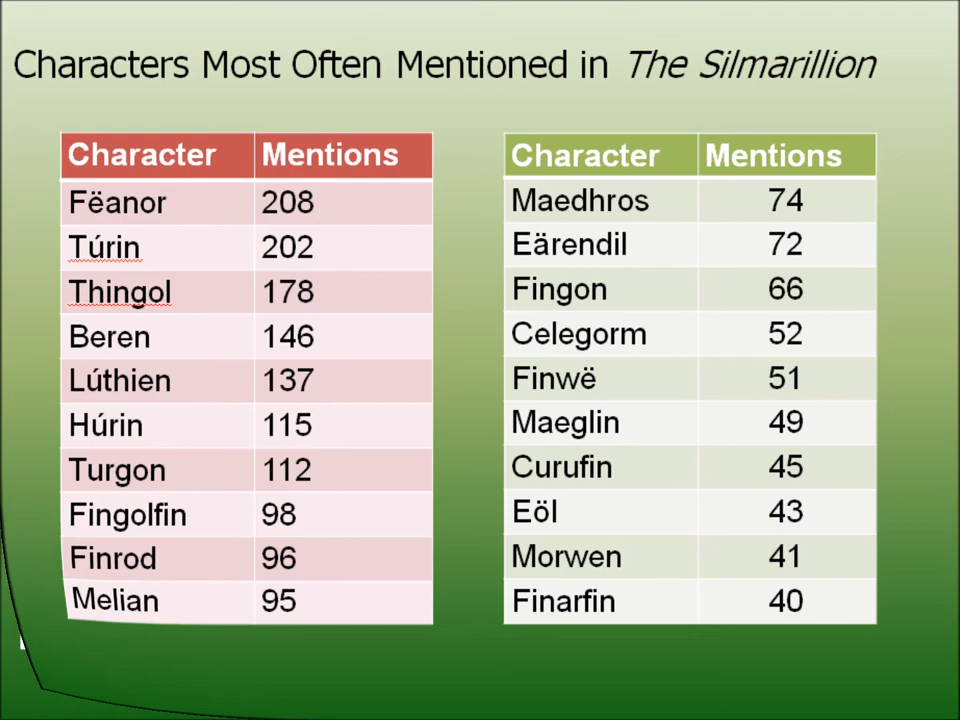 Characters Most Often Mentioned in The Silmarillion
Character Mentions
Fëanor 208
Túrin 202
Thingol 178
Beren 146
Lúthien 137
Húrin 115
Turgon 112
Fingolfin 98
Finrod 96
Melian 95
Character Mentions
Maedhros 74
Eärendil 72
Fingon 66
Celegorm 52
Finwë 51
Maeglin 49
Curufin 45
Eöl 43
Morwen 41
Finarfin 40